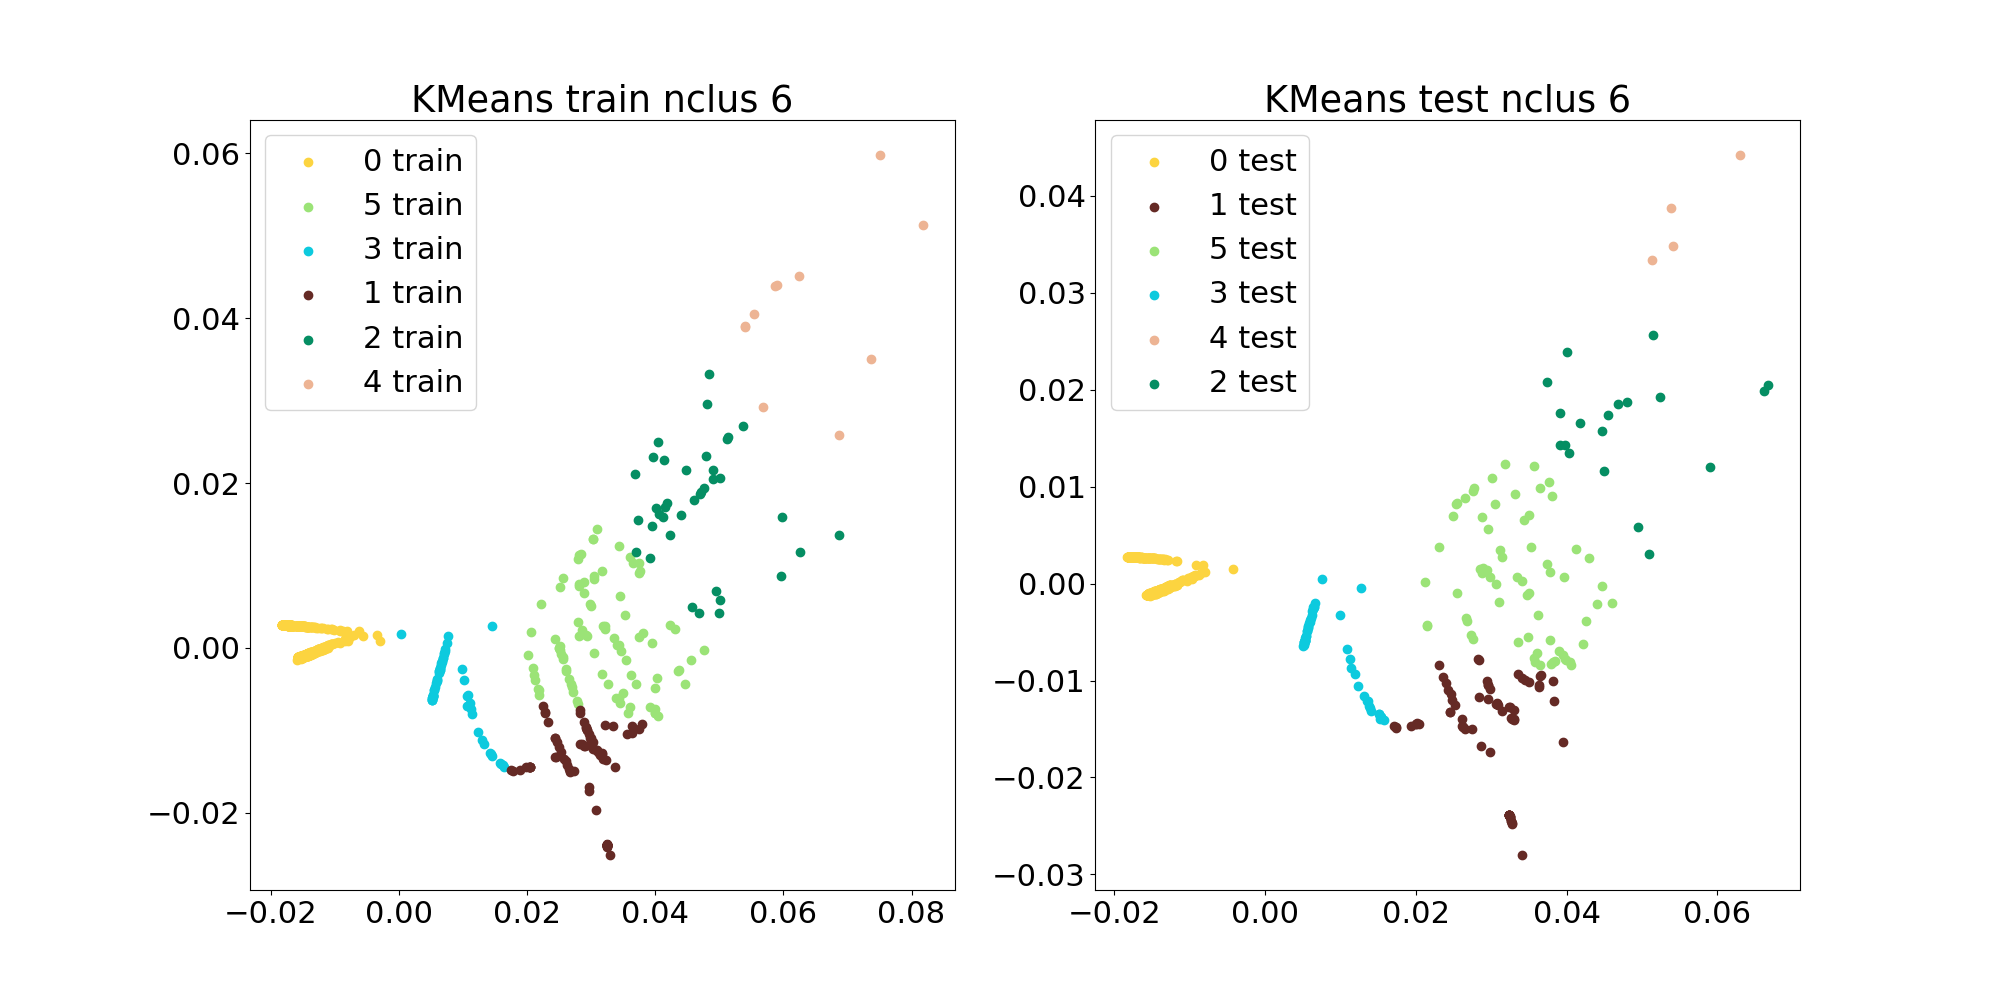 KMeans train nclus 6
0.06
0.04
0.02
0.00
−0.02
−0.02 0.00 0.02 0.04 0.06 0.08
0 train
5 train
3 train
1 train
2 train
4 train
KMeans test nclus 6
0.04
0.03
0.02
0.01
0.00
−0.01
−0.02
−0.03
−0.02 0.00 0.02 0.04 0.06
0 test
1 test
5 test
3 test
4 test
2 test